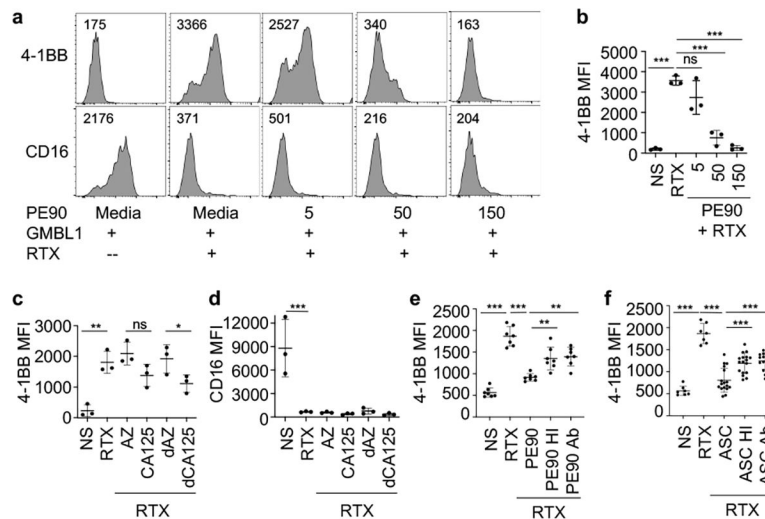 a
4-1BB
175
3366
2527
340
163
CD16
2176
371
501
216
204
PE90 Media Media 5 50 150
GMBL1 + + + + +
RTX -- + + + +
b
4-1BB MFI
5000
4000
3000
2000
1000
0
*** ns *** ***
NS
RTX
5
50
150
PE90
+ RTX
c
4-1BB MFI
4000
3000
2000
1000
0
** ns *
NS
RTX
AZ
CA125
dAZ
dCA125
RTX
d
CD16 MFI
12000
9000
6000
3000
0
***
NS
RTX
AZ
CA125
dAZ
dCA125
RTX
e
4-1BB MFI
2500
2000
1500
1000
500
0
*** *** ** **
NS
RTX
PE90
PE90 HI
PE90 Ab
RTX
f
4-1BB MFI
2500
2000
1500
1000
500
0
*** *** *** ***
NS
RTX
ASC
ASC HI
ASC Ab
RTX